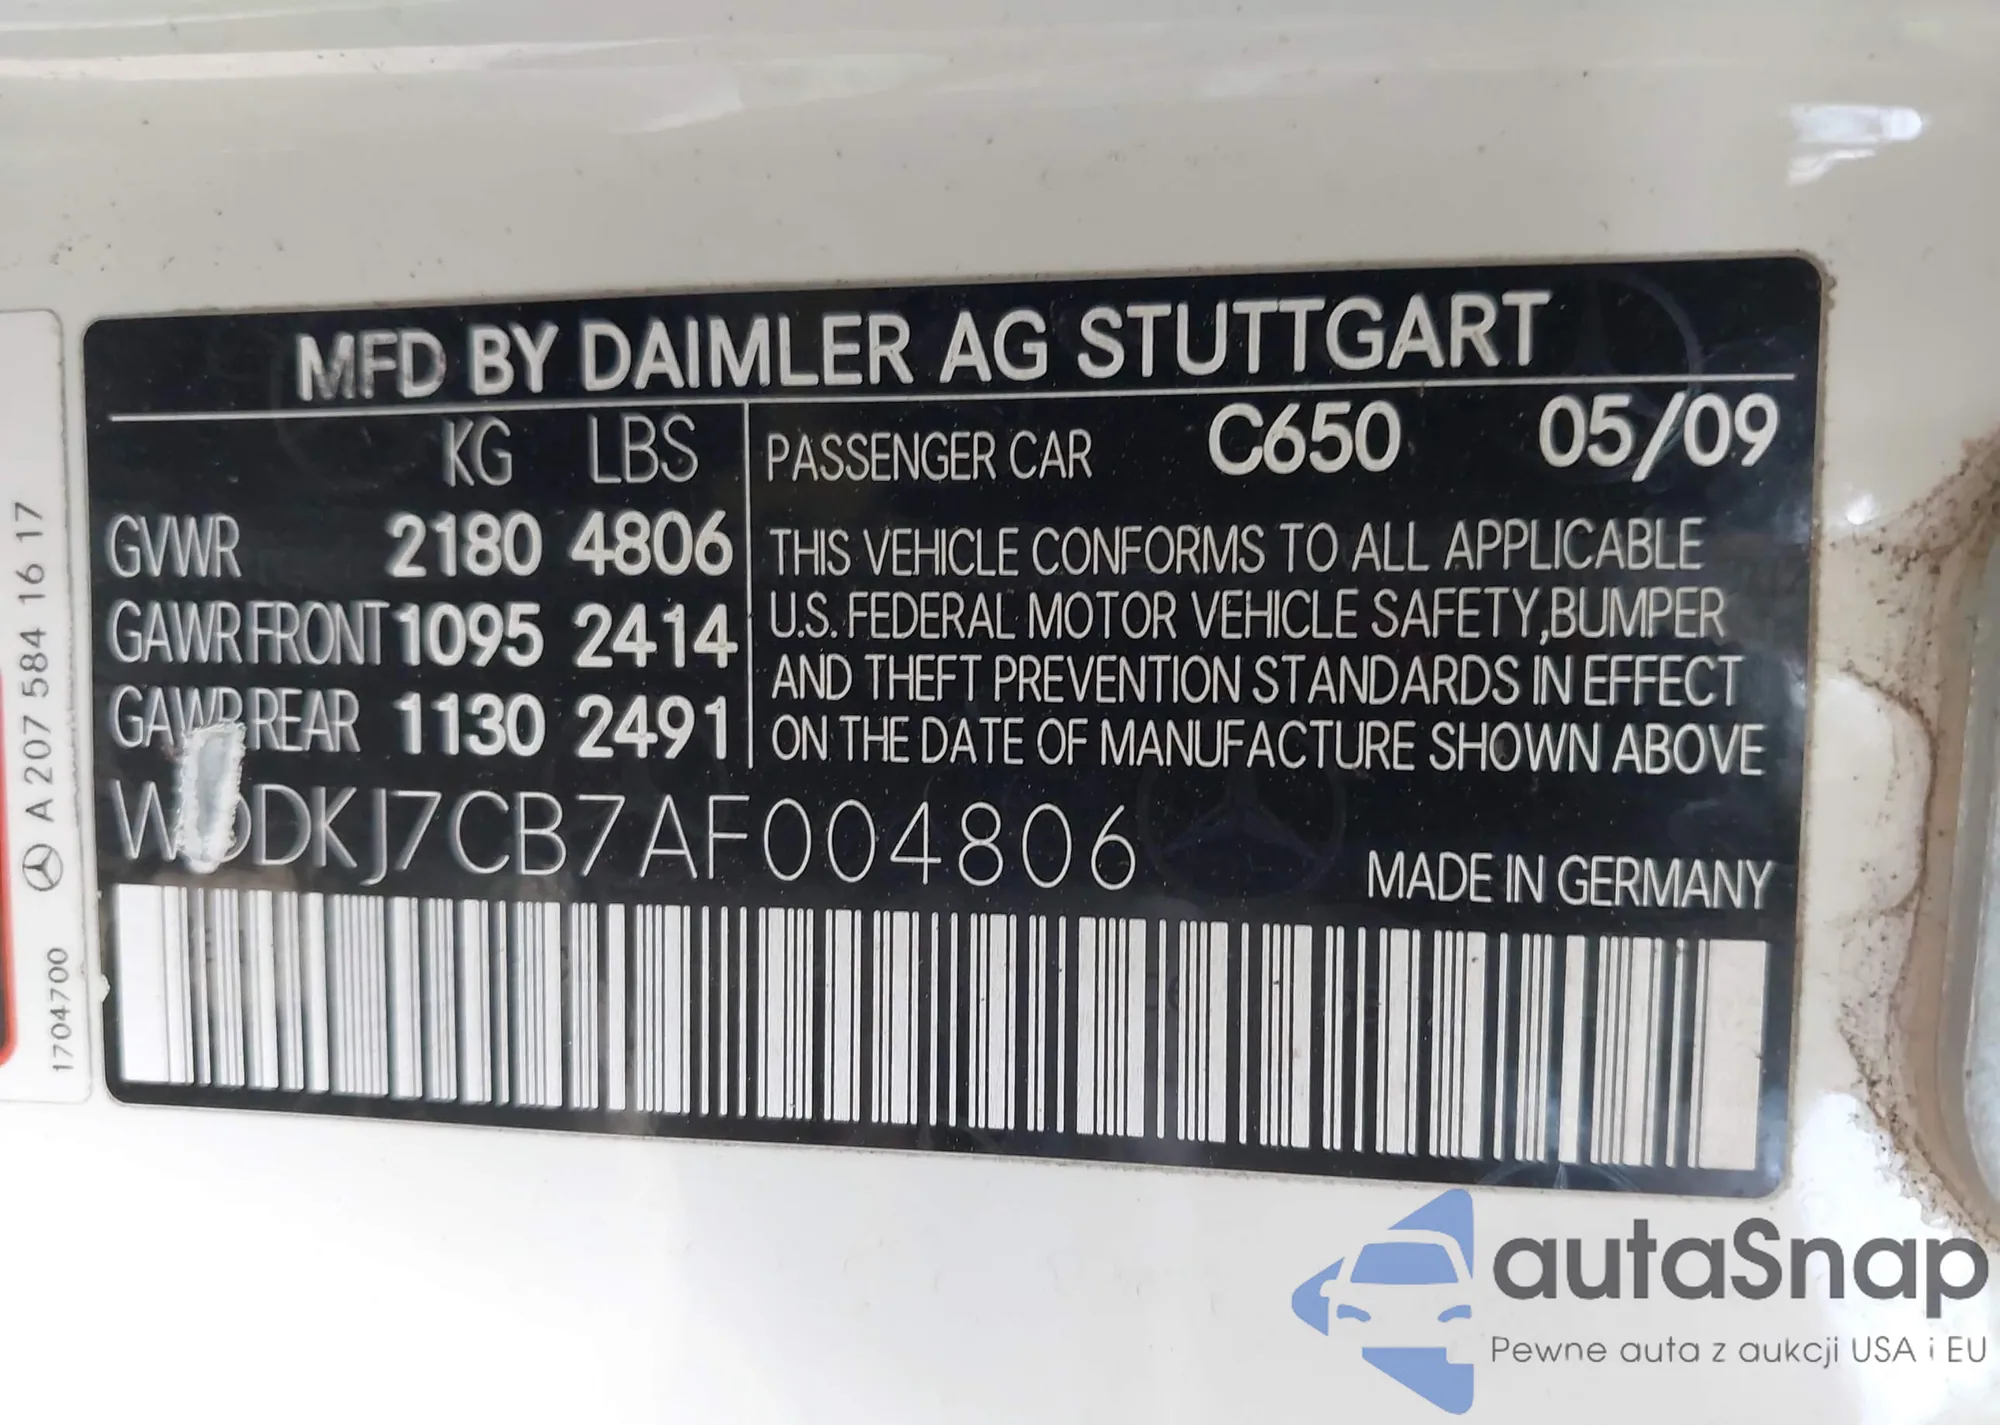 MFD BY DAIMLER AG STUTTGART
KG LBS
GVWR 2180 4806
GAWR FRONT 1095 2414
GAWR REAR 1130 2491
PASSENGER CAR C650 05/09
THIS VEHICLE CONFORMS TO ALL APPLICABLE
U.S. FEDERAL MOTOR VEHICLE SAFETY, BUMPER
AND THEFT PREVENTION STANDARDS IN EFFECT
ON THE DATE OF MANUFACTURE SHOWN ABOVE
WDDKJ7CB7AF004806
MADE IN GERMANY
A 207 584 16 17
1704700
autaSnap
Pewne auta z aukcji USA i EU